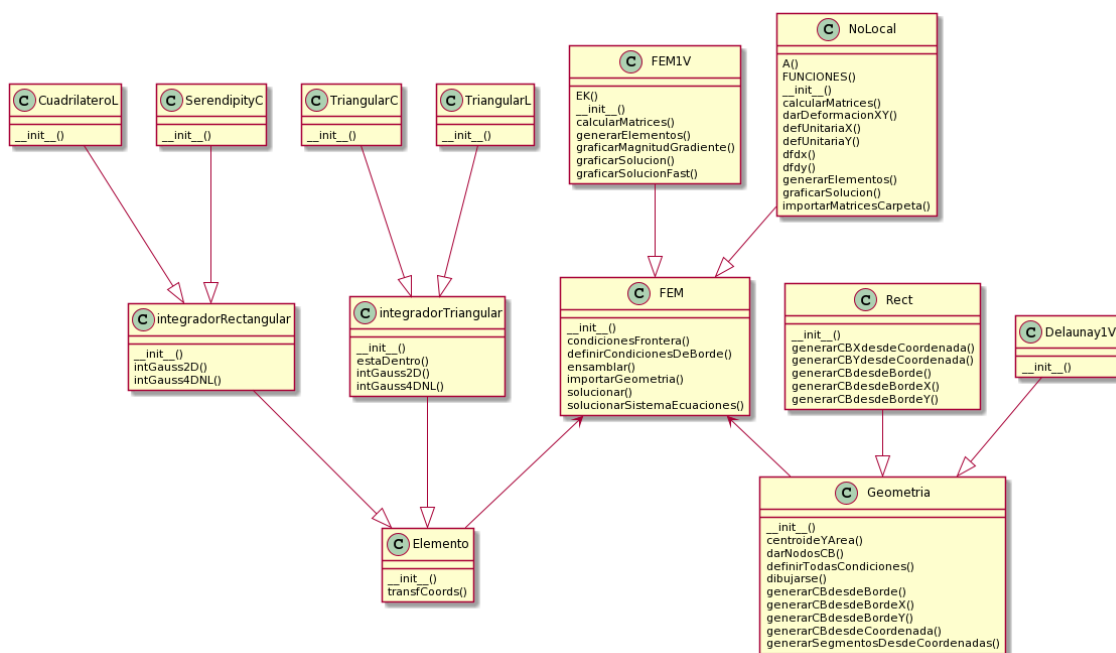 C NoLocal
A()
FUNCIONES()
__init__()
calcularMatrices()
darDeformacionXY()
defUnitariaX()
defUnitariaY()
dfdx()
dfdy()
generarElementos()
graficarSolucion()
importarMatricesCarpeta()
C FEM1V
EK()
__init__()
calcularMatrices()
generarElementos()
graficarMagnitudGradiente()
graficarSolucion()
graficarSolucionFast()
C CuadrilateroL
__init__()
C SerendipityC
__init__()
C TriangularC
__init__()
C TriangularL
__init__()
C integradorRectangular
__init__()
intGauss2D()
intGauss4DNL()
C integradorTriangular
__init__()
estaDentro()
intGauss2D()
intGauss4DNL()
C FEM
__init__()
condicionesFrontera()
definirCondicionesDeBorde()
ensamblar()
importarGeometria()
solucionar()
solucionarSistemaEcuaciones()
C Rect
__init__()
generarCBXdesdeCoordenada()
generarCBYdesdeCoordenada()
generarCBdesdeBorde()
generarCBdesdeBordeX()
generarCBdesdeBordeY()
C Delaunay1V
__init__()
C Elemento
__init__()
transfCoords()
C Geometria
__init__()
centroideYArea()
darNodosCB()
definirTodasCondiciones()
dibujarse()
generarCBdesdeBorde()
generarCBdesdeBordeX()
generarCBdesdeBordeY()
generarCBdesdeCoordenada()
generarSegmentosDesdeCoordenadas()